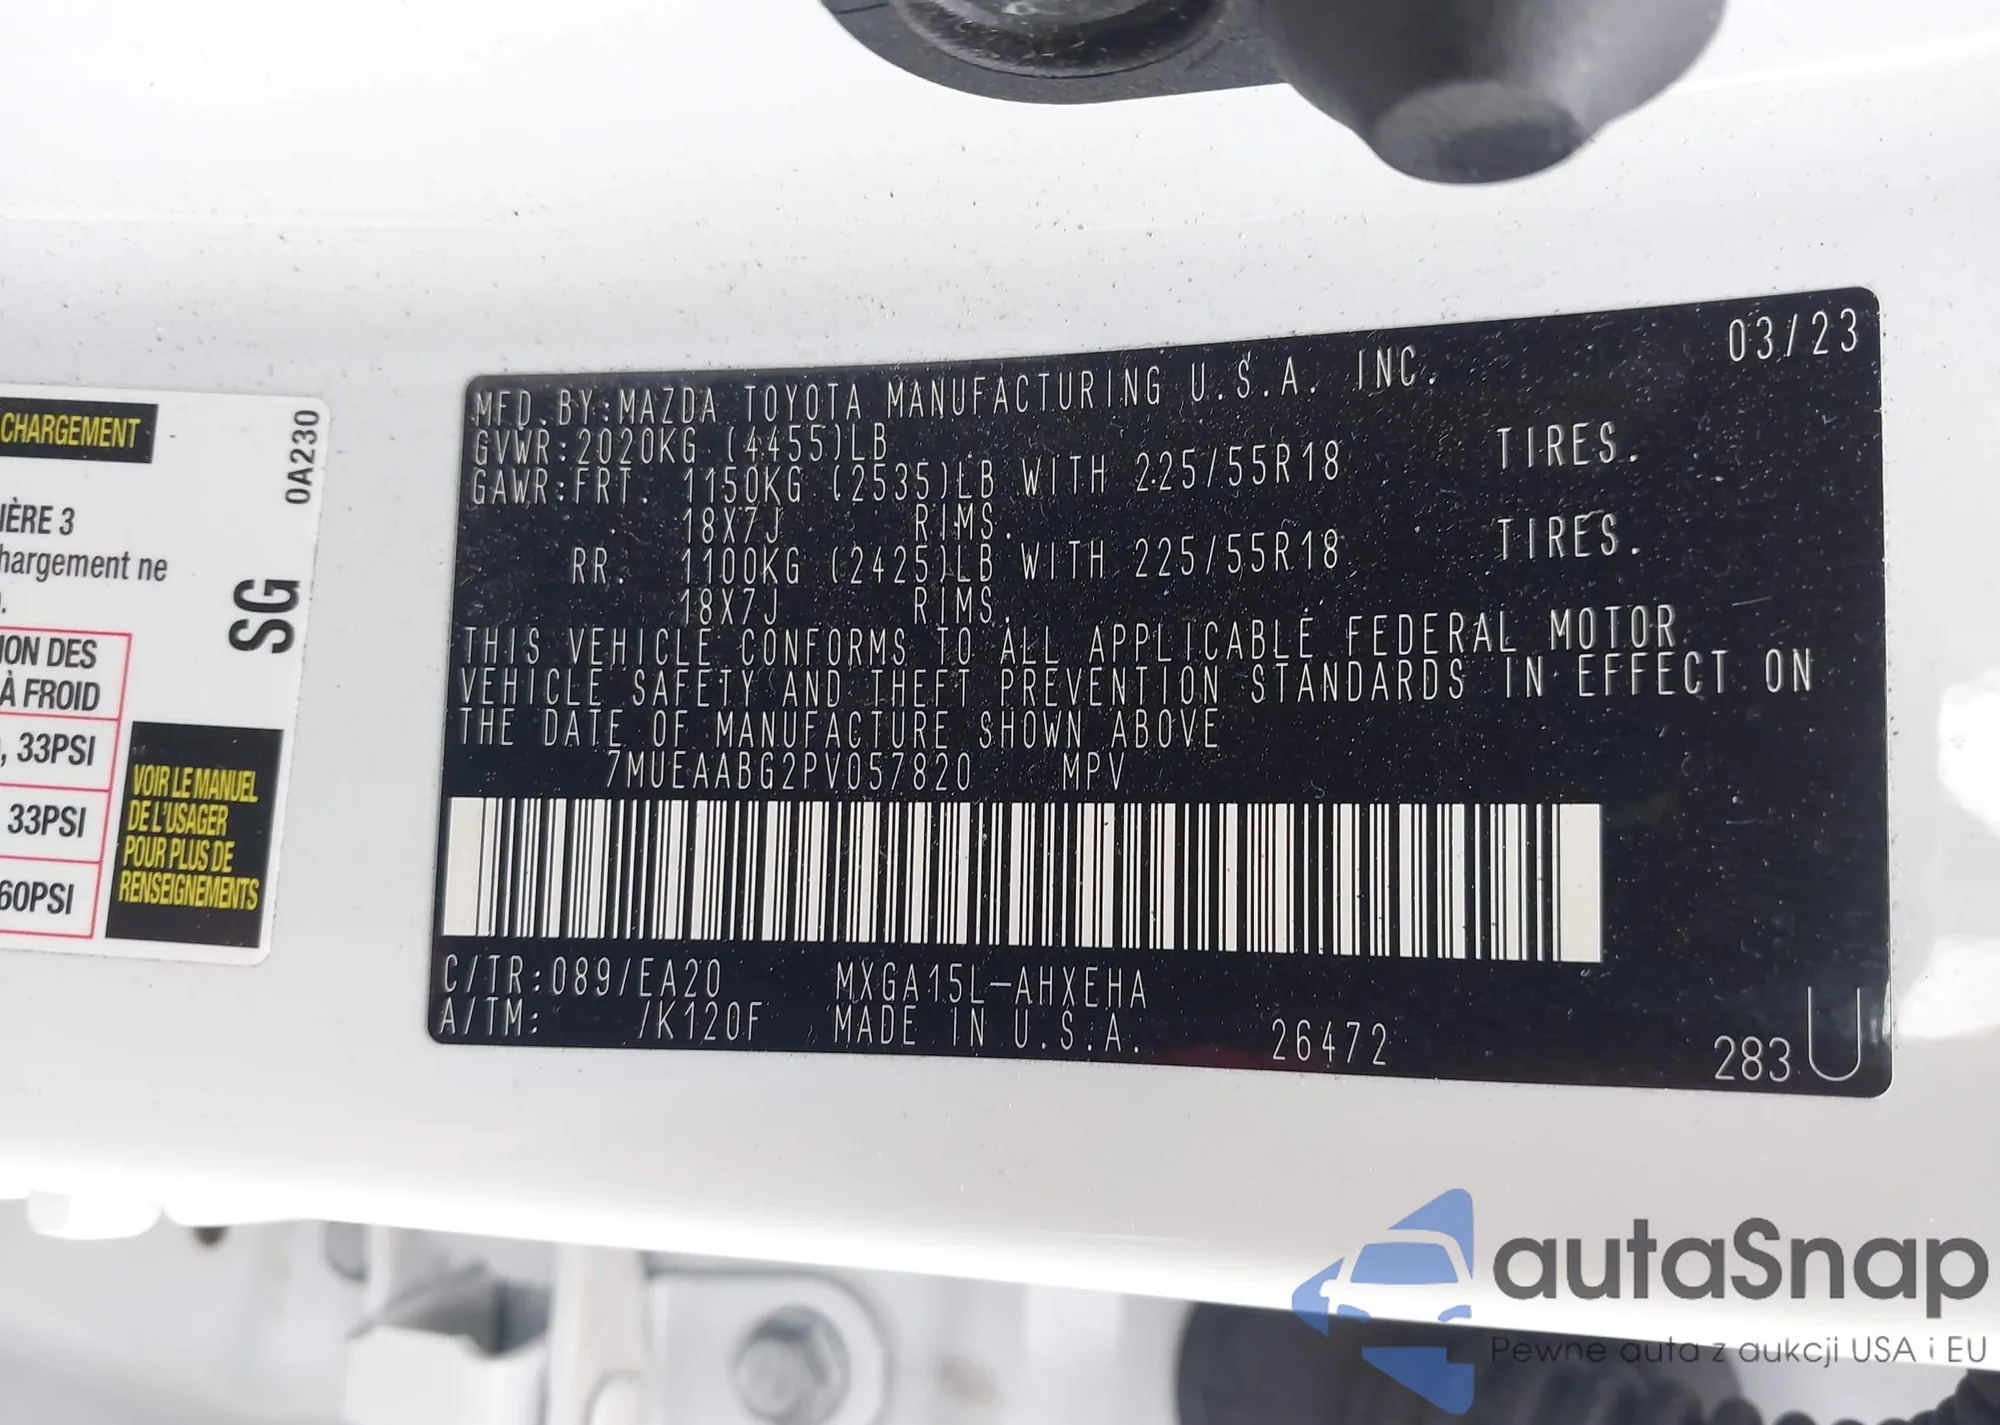 CHARGEMENT
0A230
IÈRE 3
hargement ne
SG
ION DES
À FROID
, 33PSI
33PSI
60PSI
VOIR LE MANUEL
DE L'USAGER
POUR PLUS DE
RENSEIGNEMENTS
03/23
MFD.BY:MAZDA TOYOTA MANUFACTURING U.S.A. INC.
GVWR:2020KG (4455)LB
GAWR:FRT. 1150KG (2535)LB WITH 225/55R18 TIRES.
18X7J RIMS.
RR. 1100KG (2425)LB WITH 225/55R18 TIRES.
18X7J RIMS.
THIS VEHICLE CONFORMS TO ALL APPLICABLE FEDERAL MOTOR
VEHICLE SAFETY AND THEFT PREVENTION STANDARDS IN EFFECT ON
THE DATE OF MANUFACTURE SHOWN ABOVE
7MUEAABG2PV057820 MPV
C/TR:089/EA20 MXGA15L-AHXEHA
A/TM: /K120F MADE IN U.S.A. 26472 283 U
autaSnap
Pewne auta z aukcji USA i EU